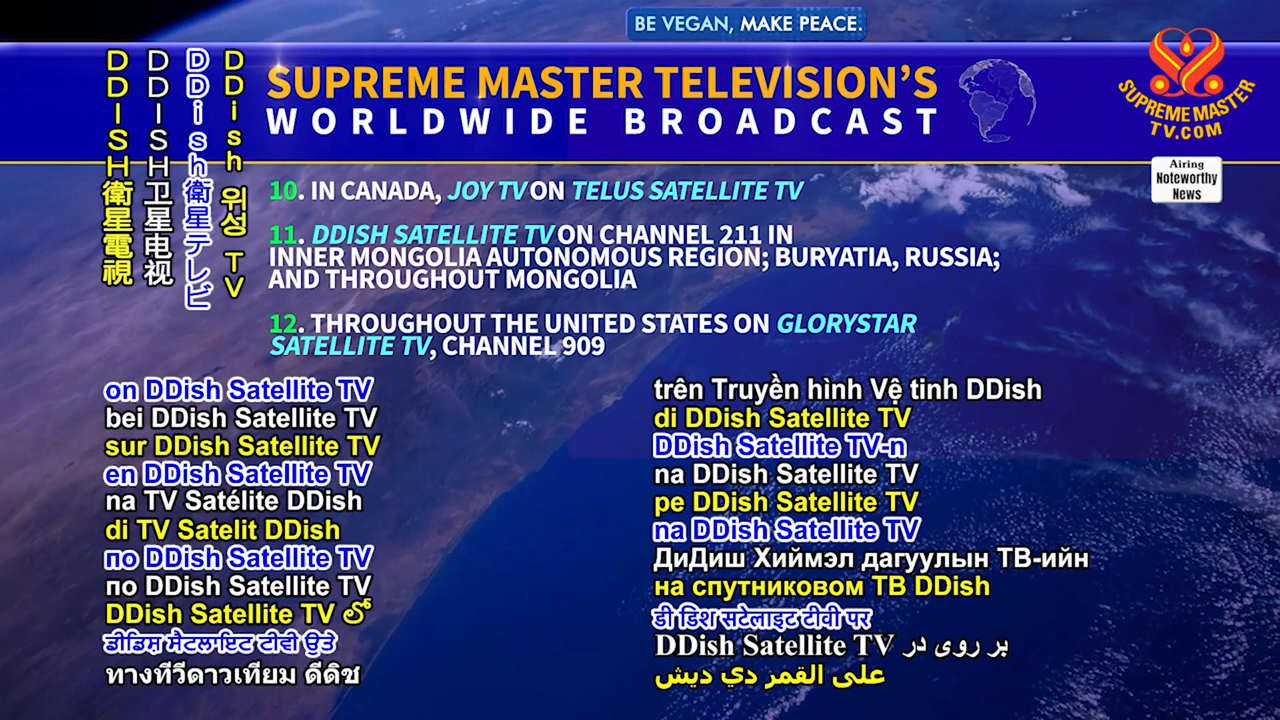 BE VEGAN, MAKE PEACE.
SUPREME MASTER TELEVISION'S
WORLDWIDE BROADCAST
SUPREME MASTER
TV.COM
Airing
Noteworthy
News
DDISH衛星電視
DDISH卫星电视
DDish衛星テレビ
DDish 위성 TV
10. IN CANADA, JOY TV ON TELUS SATELLITE TV
11. DDISH SATELLITE TV ON CHANNEL 211 IN
INNER MONGOLIA AUTONOMOUS REGION; BURYATIA, RUSSIA;
AND THROUGHOUT MONGOLIA
12. THROUGHOUT THE UNITED STATES ON GLORYSTAR
SATELLITE TV, CHANNEL 909
on DDish Satellite TV
bei DDish Satellite TV
sur DDish Satellite TV
en DDish Satellite TV
na TV Satélite DDish
di TV Satelit DDish
по DDish Satellite TV
по DDish Satellite TV
DDish Satellite TV లో
ਡੀਡਿਸ਼ ਸੈਟਲਾਇਟ ਟੀਵੀ ਉਤੇ
ทางทีวีดาวเทียม ดีดิช
trên Truyền hình Vệ tinh DDish
di DDish Satellite TV
DDish Satellite TV-n
na DDish Satellite TV
pe DDish Satellite TV
na DDish Satellite TV
ДиДиш Хиймэл дагуулын ТВ-ийн
на спутниковом ТВ DDish
डी डिश सटेलाइट टीवी पर
بر روی در DDish Satellite TV
على القمر دي ديش